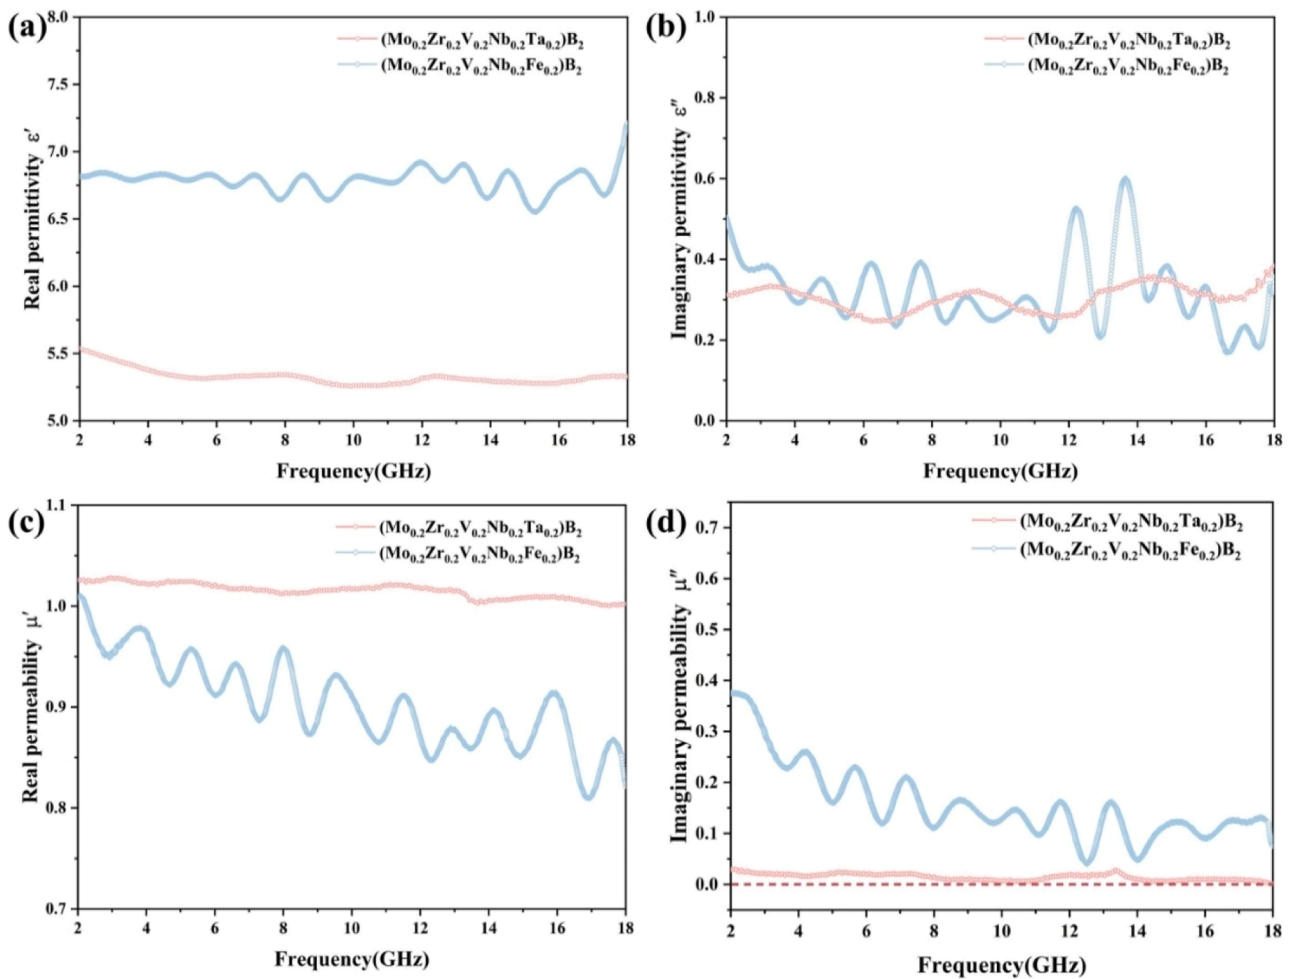 (a)
8.0
7.5
7.0
6.5
6.0
5.5
5.0
Real permittivity ε′
(Mo0.2Zr0.2V0.2Nb0.2Ta0.2)B2
(Mo0.2Zr0.2V0.2Nb0.2Fe0.2)B2
2 4 6 8 10 12 14 16 18
Frequency(GHz)
(b)
1.0
0.8
0.6
0.4
0.2
0.0
Imaginary permitivitty ε″
(Mo0.2Zr0.2V0.2Nb0.2Ta0.2)B2
(Mo0.2Zr0.2V0.2Nb0.2Fe0.2)B2
2 4 6 8 10 12 14 16 18
Frequency(GHz)
(c)
1.1
1.0
0.9
0.8
0.7
Real permeability μ′
(Mo0.2Zr0.2V0.2Nb0.2Ta0.2)B2
(Mo0.2Zr0.2V0.2Nb0.2Fe0.2)B2
2 4 6 8 10 12 14 16 18
Frequency(GHz)
(d)
0.7
0.6
0.5
0.4
0.3
0.2
0.1
0.0
Imaginary permeability μ″
(Mo0.2Zr0.2V0.2Nb0.2Ta0.2)B2
(Mo0.2Zr0.2V0.2Nb0.2Fe0.2)B2
2 4 6 8 10 12 14 16 18
Frequency(GHz)